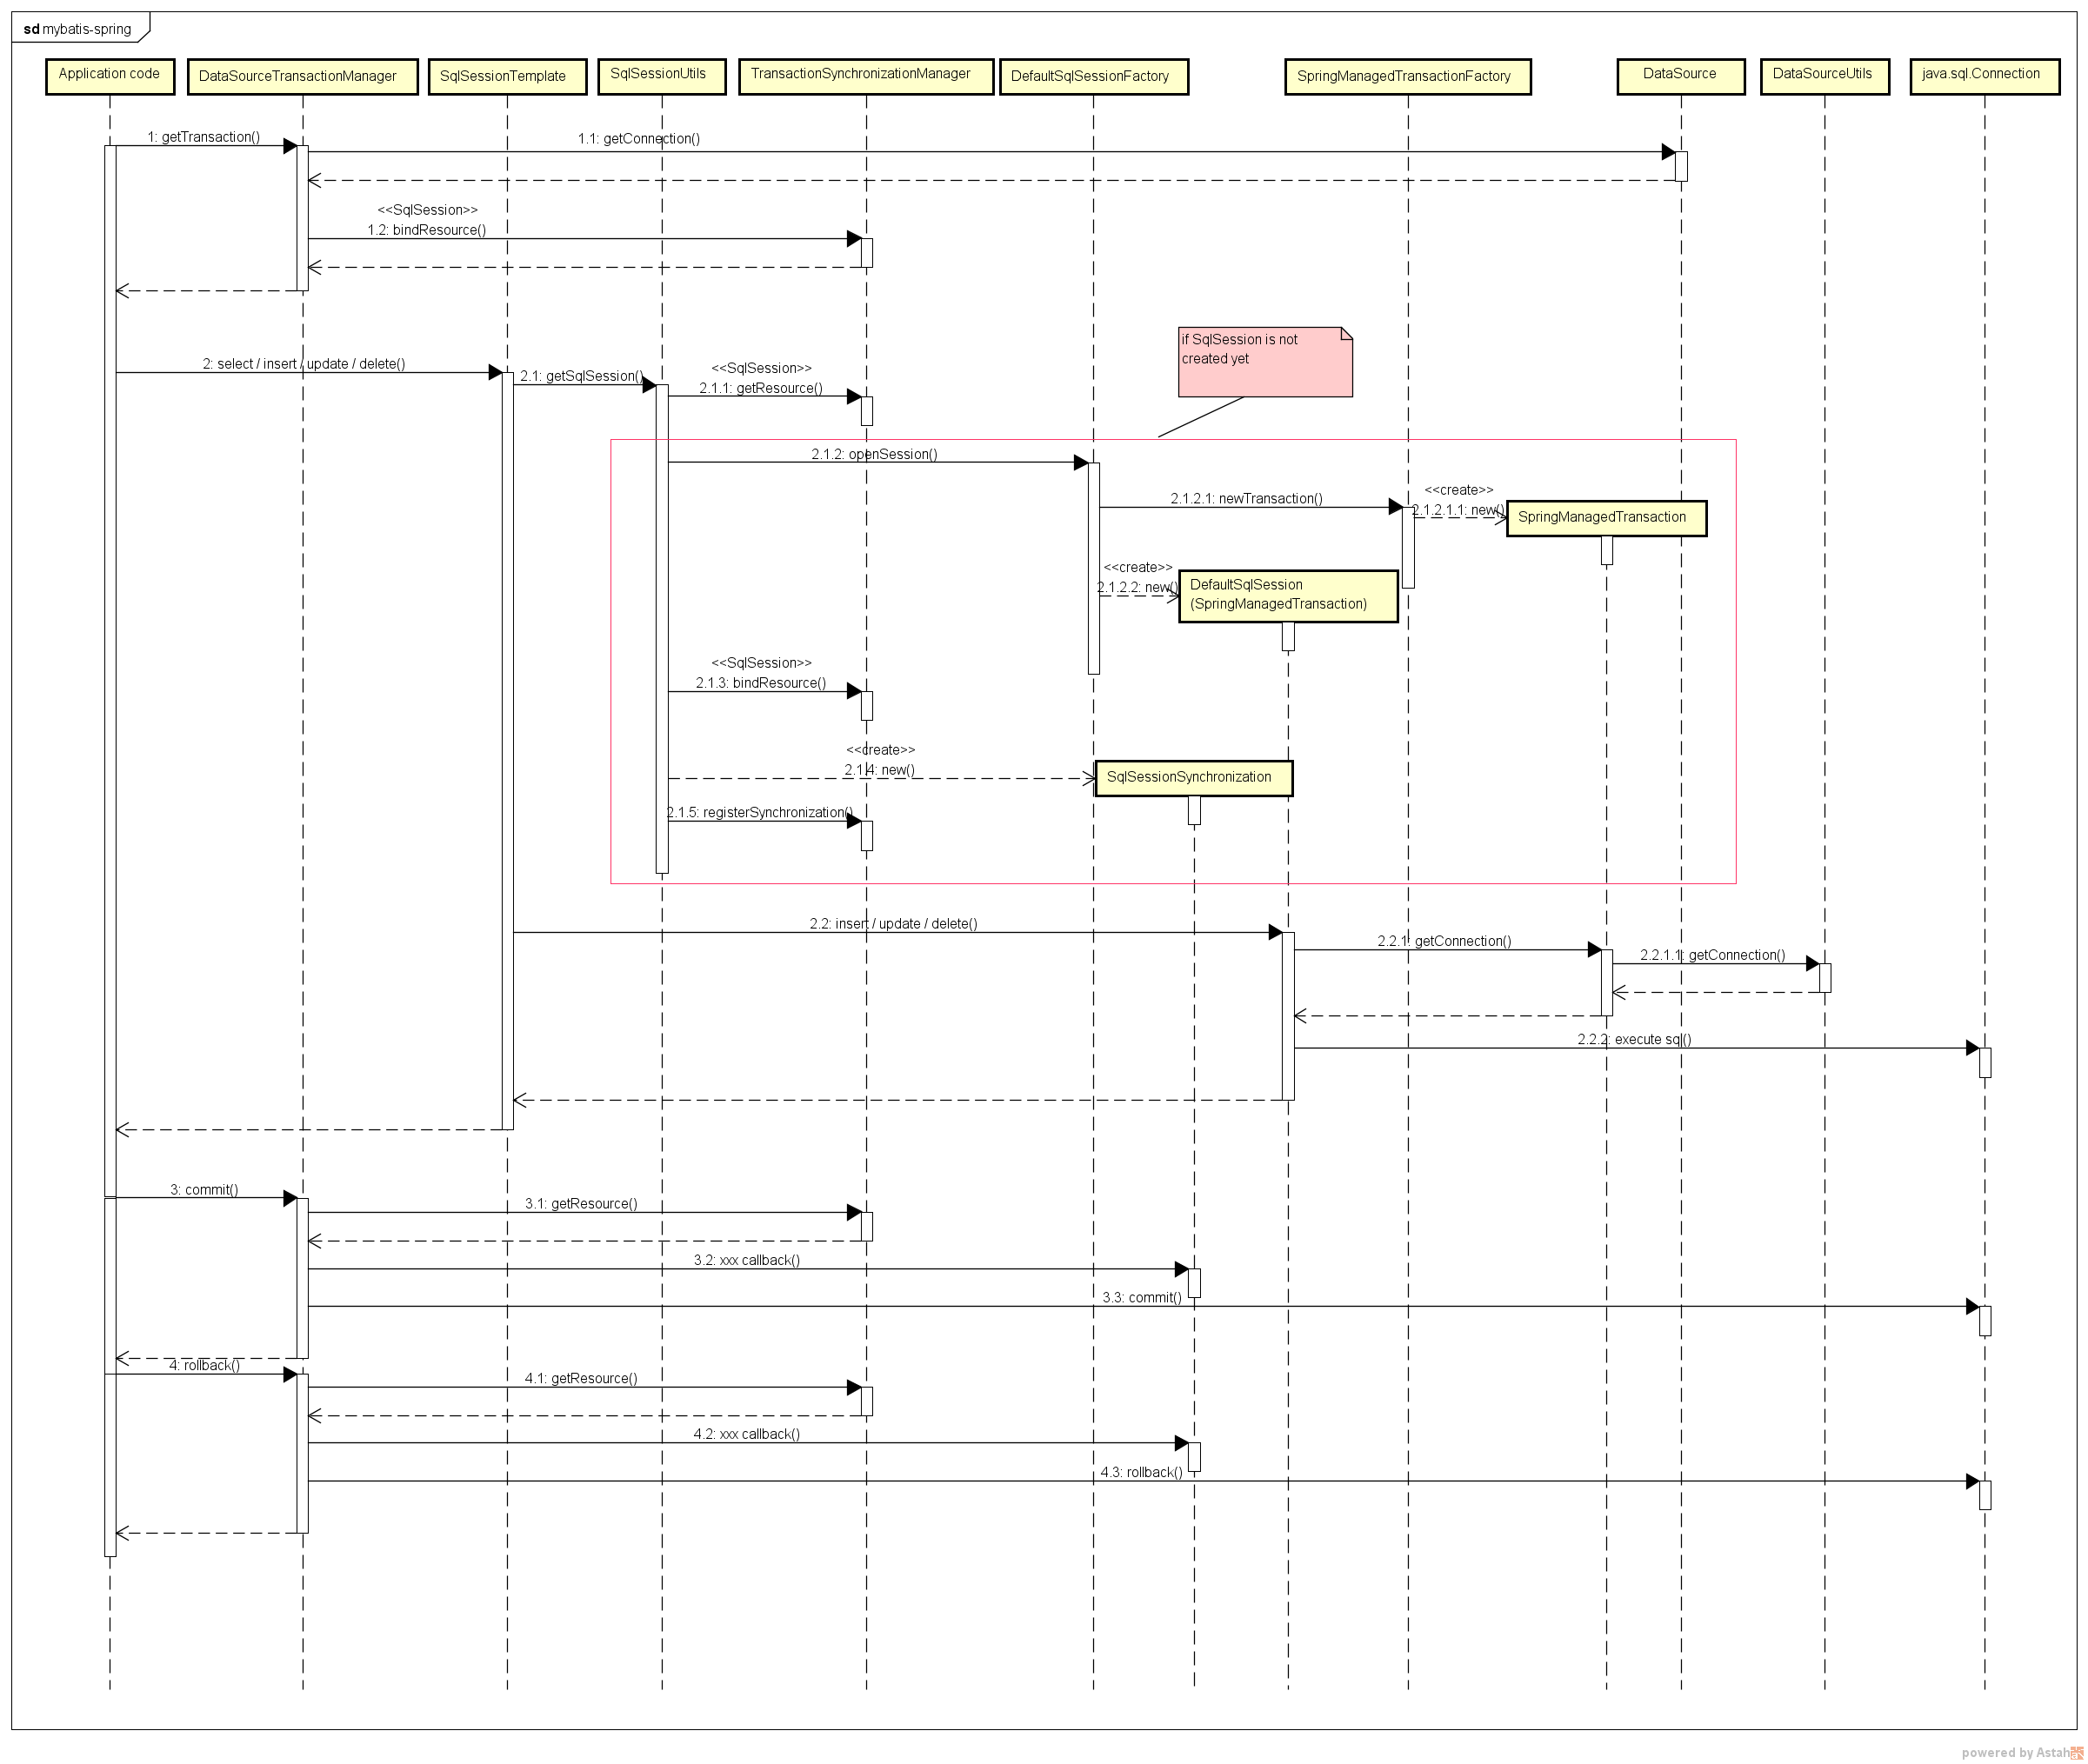 sd mybatis-spring
Application code
DataSourceTransactionManager
SqlSessionTemplate
SqlSessionUtils
TransactionSynchronizationManager
DefaultSqlSessionFactory
SpringManagedTransactionFactory
DataSource
DataSourceUtils
java.sql.Connection
1: getTransaction()
1.1: getConnection()
<<SqlSession>>
1.2: bindResource()
if SqlSession is not
created yet
2: select / insert / update / delete()
2.1: getSqlSession()
<<SqlSession>>
2.1.1: getResource()
2.1.2: openSession()
2.1.2.1: newTransaction()
<<create>>
2.1.2.1.1: new()
SpringManagedTransaction
<<create>>
2.1.2.2: new()
DefaultSqlSession
(SpringManagedTransaction)
<<SqlSession>>
2.1.3: bindResource()
<<create>>
2.1.4: new()
SqlSessionSynchronization
2.1.5: registerSynchronization()
2.2: insert / update / delete()
2.2.1: getConnection()
2.2.1.1: getConnection()
2.2.2: execute sql()
3: commit()
3.1: getResource()
3.2: xxx callback()
3.3: commit()
4: rollback()
4.1: getResource()
4.2: xxx callback()
4.3: rollback()
powered by Astah